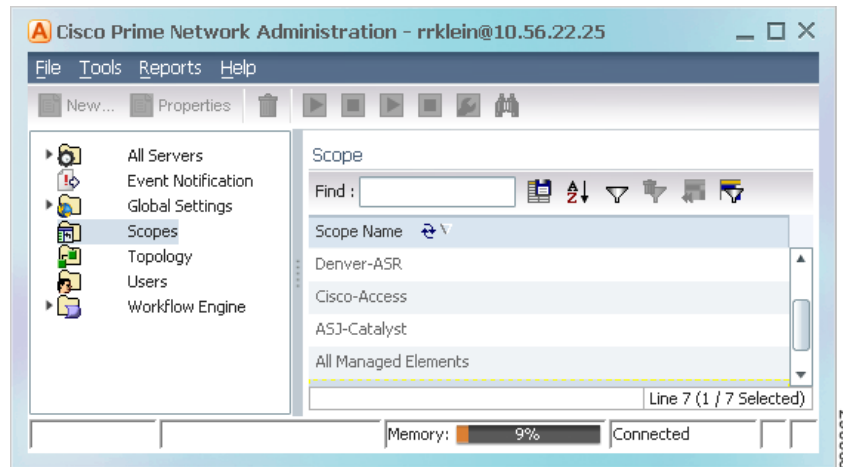 Cisco Prime Network Administration - rrklein@10.56.22.25
File Tools Reports Help
New... Properties
All Servers
Event Notification
Global Settings
Scopes
Topology
Users
Workflow Engine
Scope
Find :
Scope Name
Denver-ASR
Cisco-Access
ASJ-Catalyst
All Managed Elements
Line 7 (1 / 7 Selected)
Memory: 9% Connected